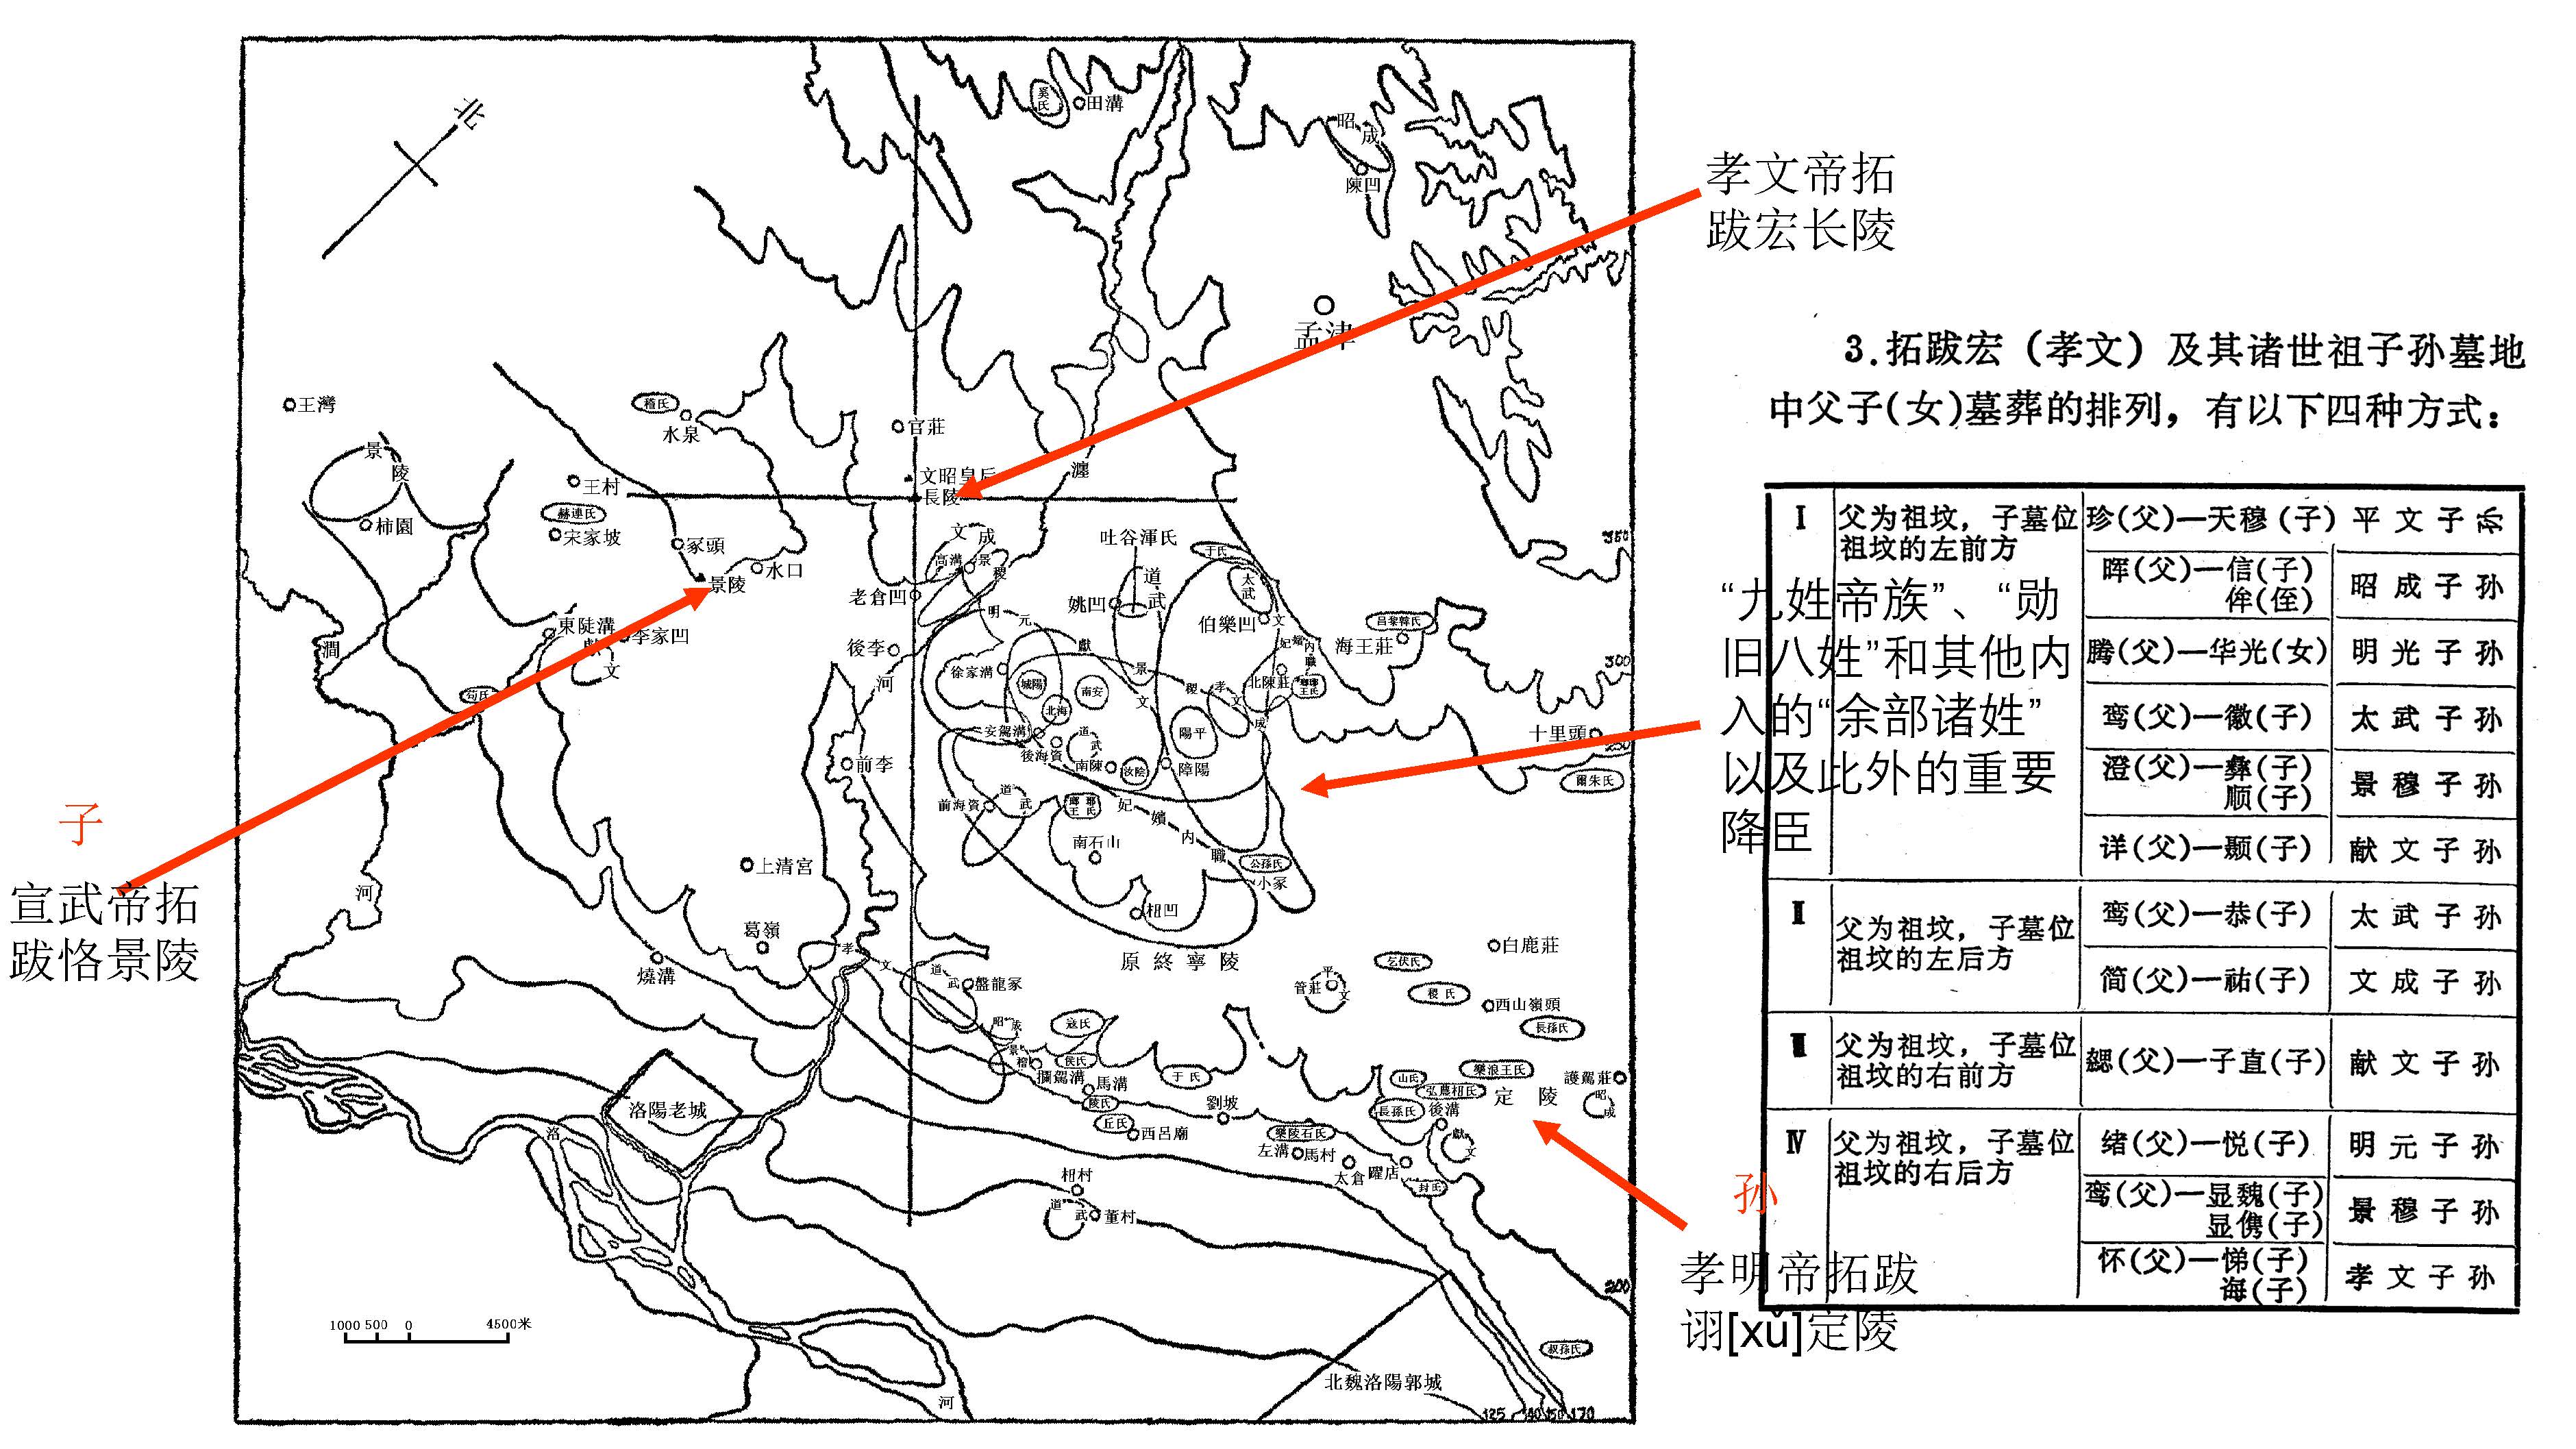 北
吳氏
田溝
昭成
陳凹
孝文帝拓
跋宏长陵
孟津
王灣
水泉
官莊
景陵
柿園
王村
赫連氏
宋家坡
冢頭
景陵
水口
文昭皇后
長陵
瀍
文成
高溝
景穆
老倉凹
後李
河
吐谷渾氏
道武
姚凹
于氏
太武
伯樂凹
海王莊
350
300
東陡溝
李家凹
獻文
澗
河
苟氏
明元
獻文
景穆
孝文
文成
徐家溝
城陽
南安
北海
安駕溝
後海資
道武
南陳
汝陰
陽平
障陽
北陳莊
十里頭
250
爾朱氏
前李
前海資
道武
妃嬪内職
南石山
公孫氏
小冢
杻凹
上清宮
葛嶺
燒溝
孝文
道武
盤龍冢
原終寧陵
白鹿莊
乞伏氏
平文
管莊
穆氏
西山嶺頭
長孫氏
昭成
寇氏
景穆
侯氏
攔駕溝
馬溝
于氏
樂浪王氏
護駕莊
昭成
山氏
弘農楊氏
定陵
長孫氏
後溝
獻文
劉坡
丘氏
西呂廟
樂陵石氏
左溝
馬村
太倉
躍店
封氏
洛陽老城
洛
河
杻村
道武
董村
200
叔孫氏
北魏洛陽郭城
125 140 150 170
1000 500 0 4500米
子
宣武帝拓
跋恪景陵
3.拓跋宏(孝文)及其诸世祖子孙墓地
中父子(女)墓葬的排列，有以下四种方式：
Ⅰ 父为祖坟，子墓位 珍(父)—天穆(子) 平文子孙
祖坟的左前方
晖(父)—信(子) 昭成子孙
侔(侄)
腾(父)—华光(女) 明光子孙
鸾(父)—徽(子) 太武子孙
澄(父)—彝(子) 景穆子孙
顺(子)
详(父)—颢(子) 献文子孙
“九姓帝族”、“勋
旧八姓”和其他内
入的“余部诸姓”
以及此外的重要
降臣
Ⅱ 父为祖坟，子墓位 鸾(父)—恭(子) 太武子孙
祖坟的左后方
简(父)—祐(子) 文成子孙
Ⅲ 父为祖坟，子墓位 勰(父)—子直(子) 献文子孙
祖坟的右前方
Ⅳ 父为祖坟，子墓位 绪(父)—悦(子) 明元子孙
祖坟的右后方
鸾(父)—显魏(子) 景穆子孙
显儁(子)
怀(父)—悌(子) 孝文子孙
诲(子)
孙
孝明帝拓跋
诩[xǔ]定陵